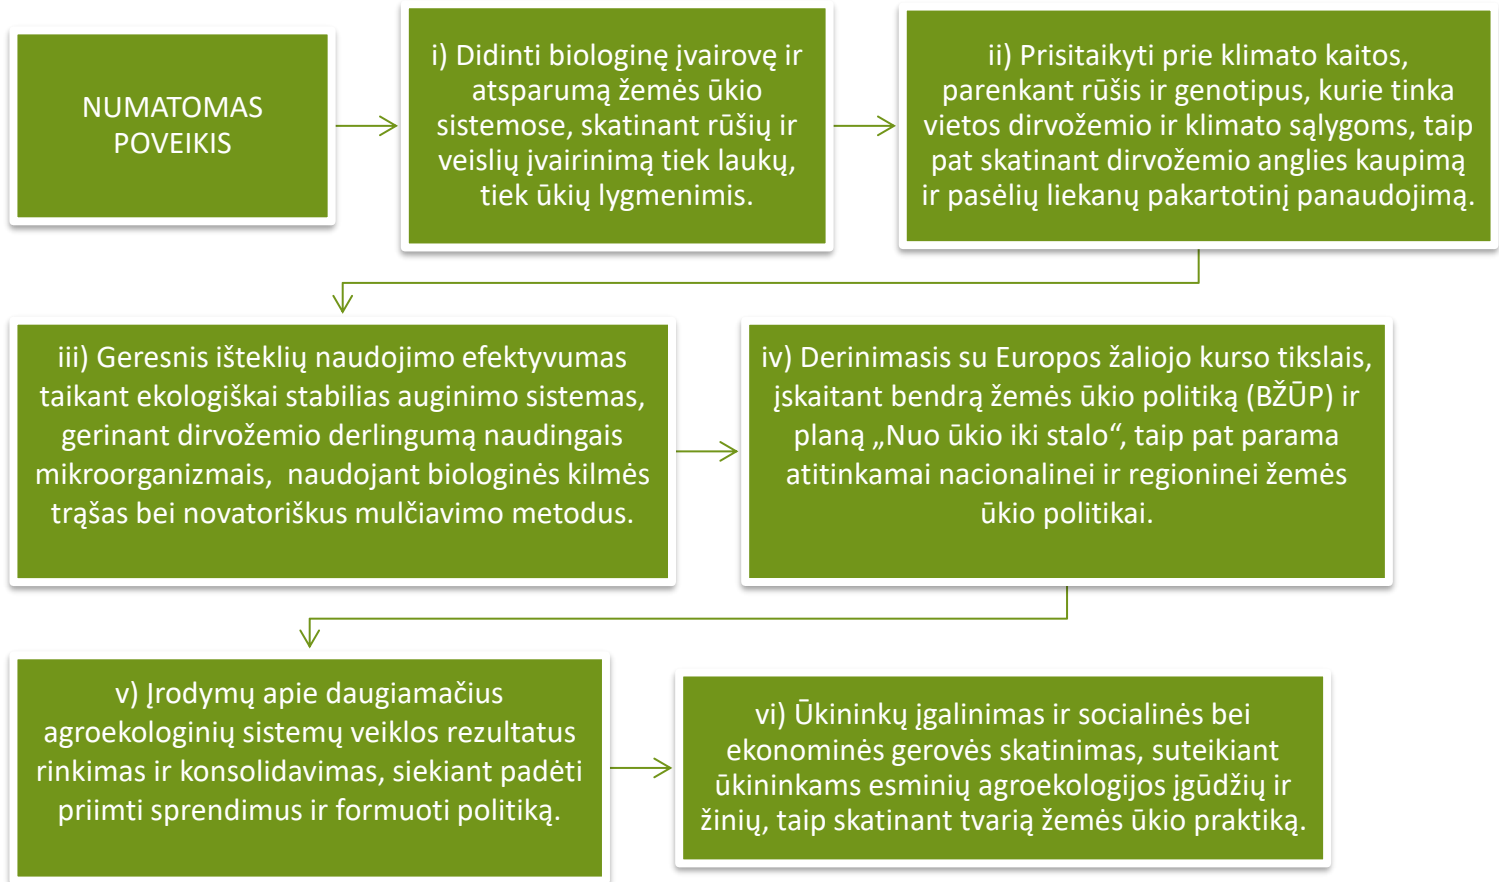 NUMATOMAS
POVEIKIS
i) Didinti biologinę įvairovę ir
atsparumą žemės ūkio
sistemose, skatinant rūšių ir
veislių įvairinimą tiek laukų,
tiek ūkių lygmenimis.
ii) Prisitaikyti prie klimato kaitos,
parenkant rūšis ir genotipus, kurie tinka
vietos dirvožemio ir klimato sąlygoms, taip
pat skatinant dirvožemio anglies kaupimą
ir pasėlių liekanų pakartotinį panaudojimą.
iii) Geresnis išteklių naudojimo efektyvumas
taikant ekologiškai stabilias auginimo sistemas,
gerinant dirvožemio derlingumą naudingais
mikroorganizmais, naudojant biologinės kilmės
trąšas bei novatoriškus mulčiavimo metodus.
iv) Derinimasis su Europos žaliojo kurso tikslais,
įskaitant bendrą žemės ūkio politiką (BŽŪP) ir
planą „Nuo ūkio iki stalo“, taip pat parama
atitinkamai nacionalinei ir regioninei žemės
ūkio politikai.
v) Įrodymų apie daugiamačius
agroekologinių sistemų veiklos rezultatus
rinkimas ir konsolidavimas, siekiant padėti
priimti sprendimus ir formuoti politiką.
vi) Ūkininkų įgalinimas ir socialinės bei
ekonominės gerovės skatinimas, suteikiant
ūkininkams esminių agroekologijos įgūdžių ir
žinių, taip skatinant tvarią žemės ūkio praktiką.